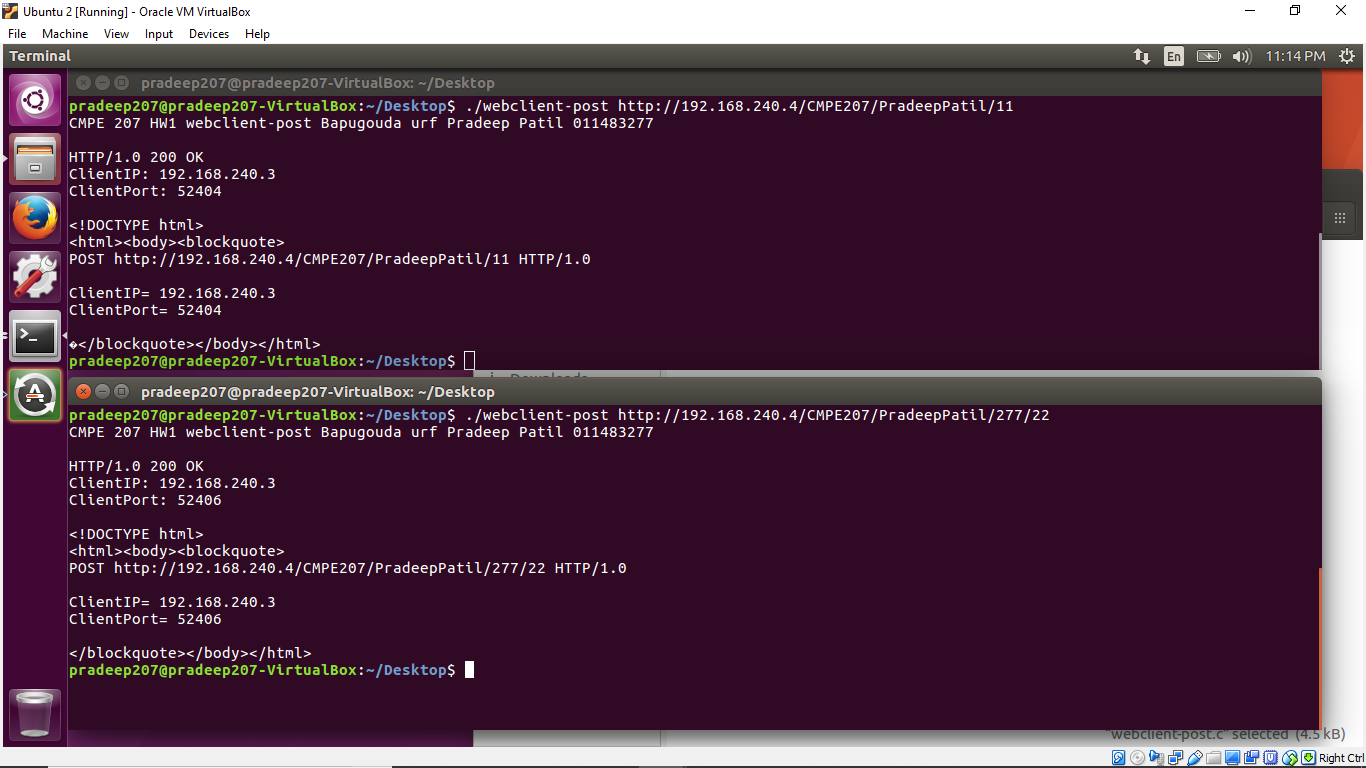 Ubuntu 2 [Running] - Oracle VM VirtualBox
File Machine View Input Devices Help
Terminal En 11:14 PM
pradeep207@pradeep207-VirtualBox: ~/Desktop
pradeep207@pradeep207-VirtualBox:~/Desktop$ ./webclient-post http://192.168.240.4/CMPE207/PradeepPatil/11
CMPE 207 HW1 webclient-post Bapugouda urf Pradeep Patil 011483277
HTTP/1.0 200 OK
ClientIP: 192.168.240.3
ClientPort: 52404
<!DOCTYPE html>
<html><body><blockquote>
POST http://192.168.240.4/CMPE207/PradeepPatil/11 HTTP/1.0
ClientIP= 192.168.240.3
ClientPort= 52404
�</blockquote></body></html>
pradeep207@pradeep207-VirtualBox:~/Desktop$
Downloads
pradeep207@pradeep207-VirtualBox: ~/Desktop
pradeep207@pradeep207-VirtualBox:~/Desktop$ ./webclient-post http://192.168.240.4/CMPE207/PradeepPatil/277/22
CMPE 207 HW1 webclient-post Bapugouda urf Pradeep Patil 011483277
HTTP/1.0 200 OK
ClientIP: 192.168.240.3
ClientPort: 52406
<!DOCTYPE html>
<html><body><blockquote>
POST http://192.168.240.4/CMPE207/PradeepPatil/277/22 HTTP/1.0
ClientIP= 192.168.240.3
ClientPort= 52406
</blockquote></body></html>
pradeep207@pradeep207-VirtualBox:~/Desktop$
"webclient-post.c" selected (4.5 kB)
Right Ctrl